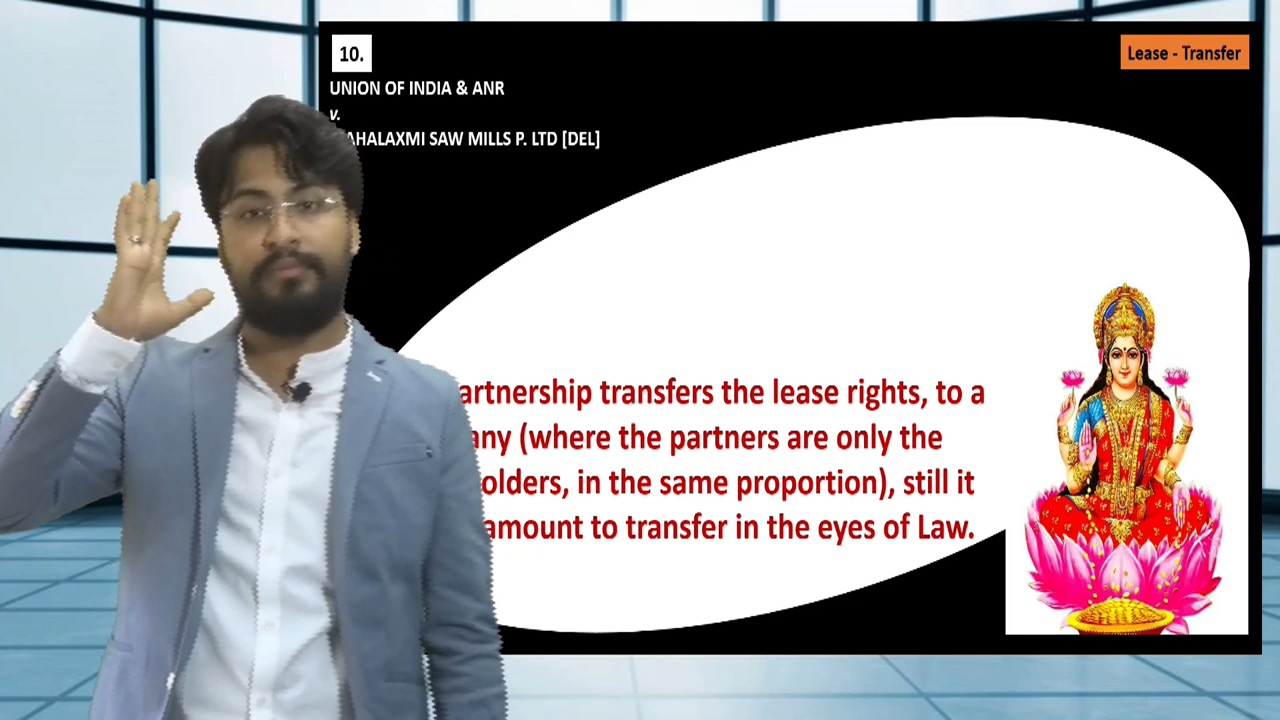 10.
Lease - Transfer
UNION OF INDIA & ANR
v.
AHALAXMI SAW MILLS P. LTD [DEL]
artnership transfers the lease rights, to a
any (where the partners are only the
olders, in the same proportion), still it
amount to transfer in the eyes of Law.